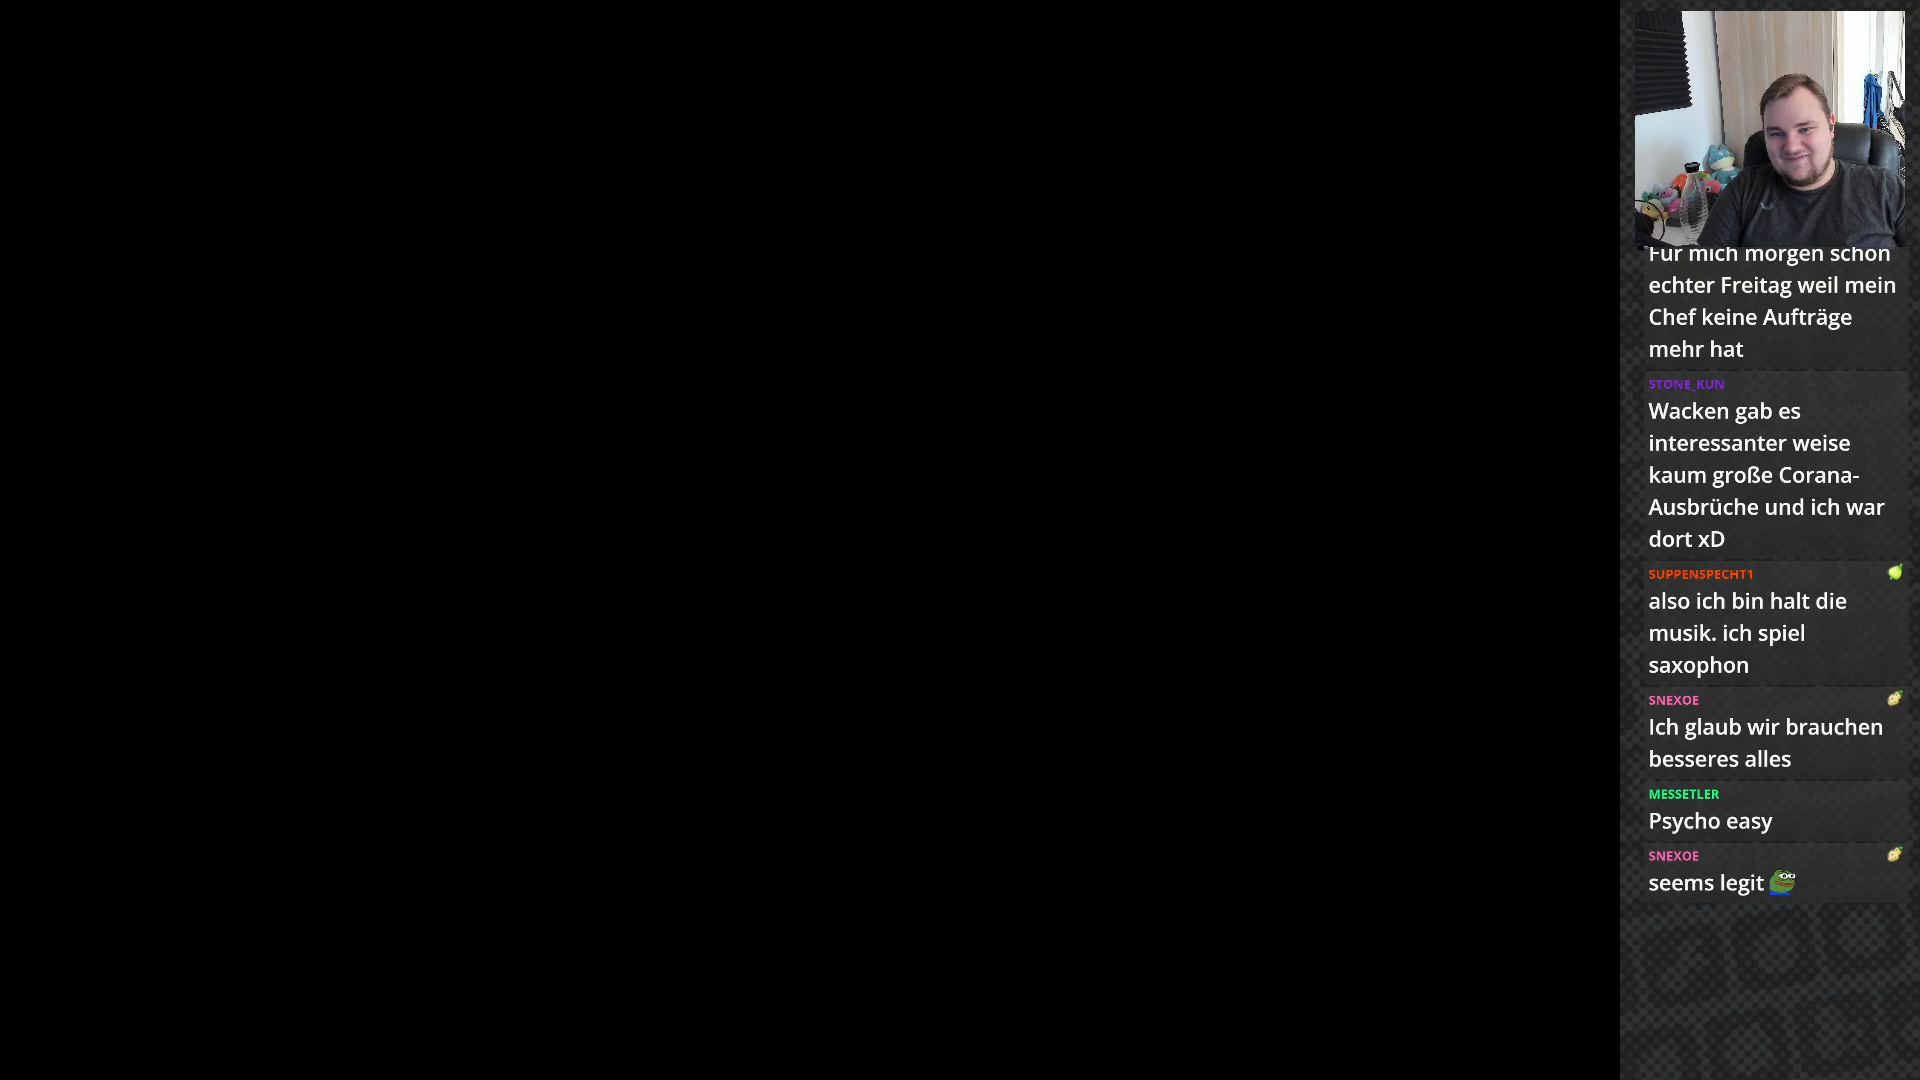 Für mich morgen schon
echter Freitag weil mein
Chef keine Aufträge
mehr hat
STONE_KUN
Wacken gab es
interessanter weise
kaum große Corana-
Ausbrüche und ich war
dort xD
SUPPENSPECHT1
also ich bin halt die
musik. ich spiel
saxophon
SNEXOE
Ich glaub wir brauchen
besseres alles
MESSETLER
Psycho easy
SNEXOE
seems legit